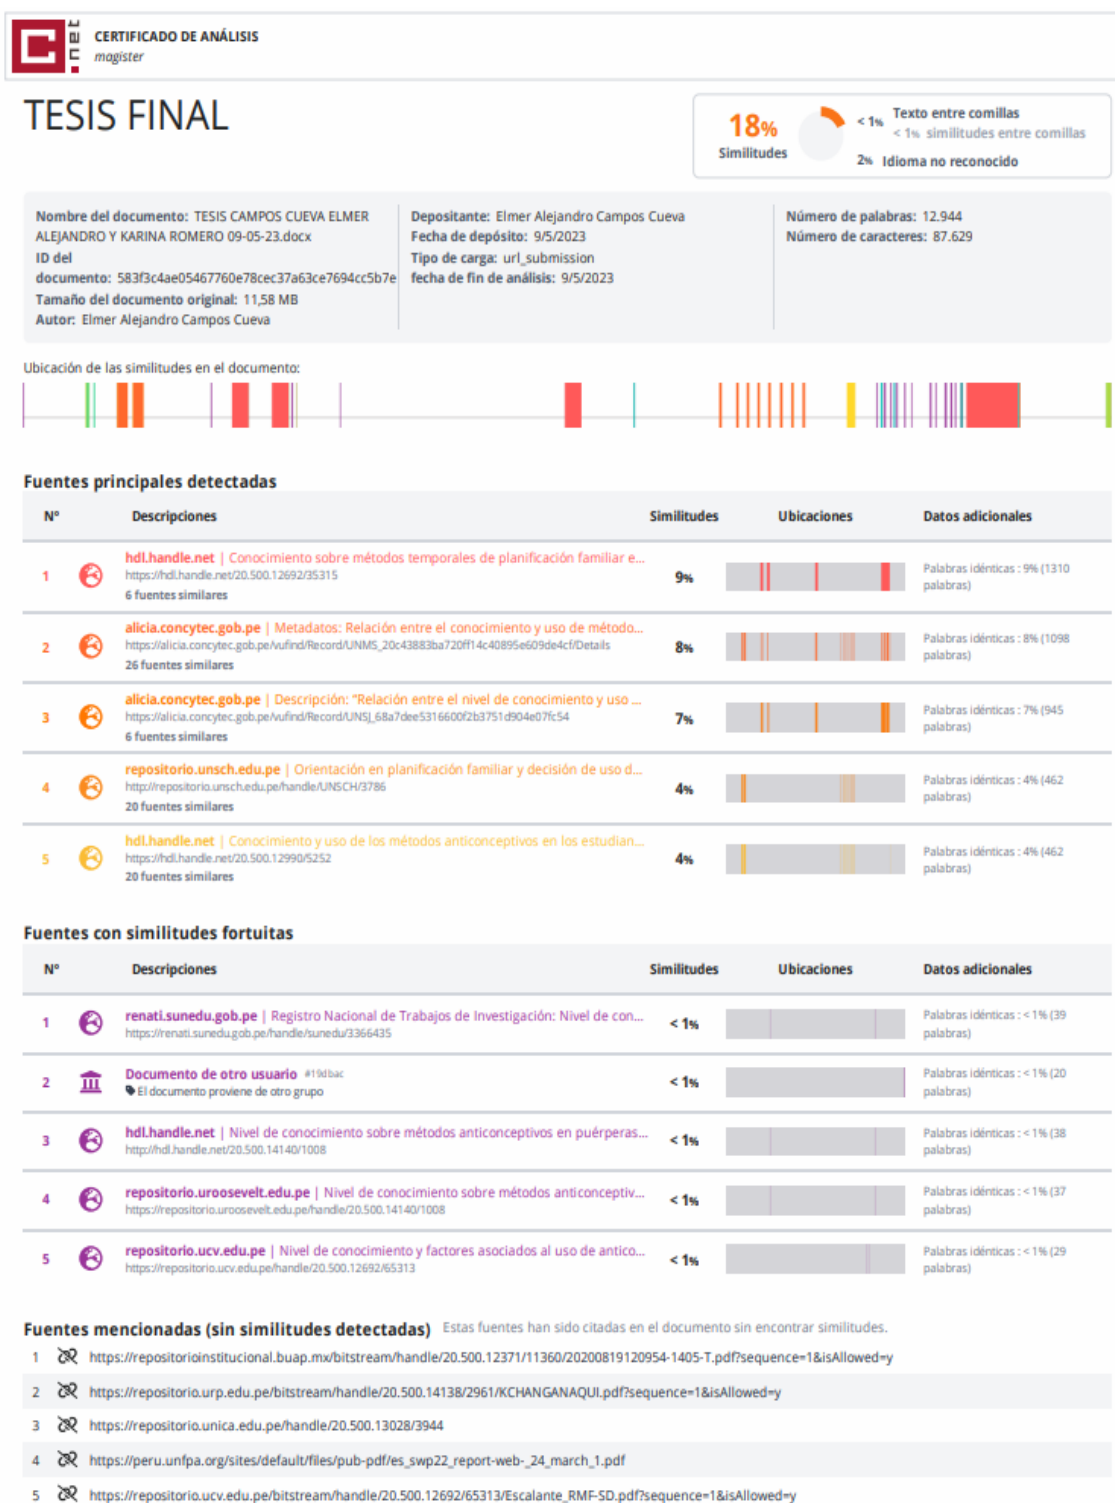 .net
CERTIFICADO DE ANÁLISIS
magister
TESIS FINAL
18%
Similitudes
< 1% Texto entre comillas
< 1% similitudes entre comillas
2% Idioma no reconocido
Nombre del documento: TESIS CAMPOS CUEVA ELMER
ALEJANDRO Y KARINA ROMERO 09-05-23.docx
ID del
documento: 583f3c4ae05467760e78cec37a63ce7694cc5b7e
Tamaño del documento original: 11,58 MB
Autor: Elmer Alejandro Campos Cueva
Depositante: Elmer Alejandro Campos Cueva
Fecha de depósito: 9/5/2023
Tipo de carga: url_submission
fecha de fin de análisis: 9/5/2023
Número de palabras: 12.944
Número de caracteres: 87.629
Ubicación de las similitudes en el documento:
Fuentes principales detectadas
N° Descripciones Similitudes Ubicaciones Datos adicionales
1 hdl.handle.net | Conocimiento sobre métodos temporales de planificación familiar e...
https://hdl.handle.net/20.500.12692/35315
6 fuentes similares
9%
Palabras idénticas : 9% (1310
palabras)
2 alicia.concytec.gob.pe | Metadatos: Relación entre el conocimiento y uso de método...
https://alicia.concytec.gob.pe/vufind/Record/UNMS_20c43883ba720ff14c40895e609de4cf/Details
26 fuentes similares
8%
Palabras idénticas : 8% (1098
palabras)
3 alicia.concytec.gob.pe | Descripción: "Relación entre el nivel de conocimiento y uso ...
https://alicia.concytec.gob.pe/vufind/Record/UNSJ_68a7dee5316600f2b3751d904e07fc54
6 fuentes similares
7%
Palabras idénticas : 7% (945
palabras)
4 repositorio.unsch.edu.pe | Orientación en planificación familiar y decisión de uso d...
http://repositorio.unsch.edu.pe/handle/UNSCH/3786
20 fuentes similares
4%
Palabras idénticas : 4% (462
palabras)
5 hdl.handle.net | Conocimiento y uso de los métodos anticonceptivos en los estudian...
https://hdl.handle.net/20.500.12990/5252
20 fuentes similares
4%
Palabras idénticas : 4% (462
palabras)
Fuentes con similitudes fortuitas
N° Descripciones Similitudes Ubicaciones Datos adicionales
1 renati.sunedu.gob.pe | Registro Nacional de Trabajos de Investigación: Nivel de con...
https://renati.sunedu.gob.pe/handle/sunedu/3366435
< 1%
Palabras idénticas : < 1% (39
palabras)
2 Documento de otro usuario #19dbac
El documento proviene de otro grupo
< 1%
Palabras idénticas : < 1% (20
palabras)
3 hdl.handle.net | Nivel de conocimiento sobre métodos anticonceptivos en puérperas...
http://hdl.handle.net/20.500.14140/1008
< 1%
Palabras idénticas : < 1% (38
palabras)
4 repositorio.uroosevelt.edu.pe | Nivel de conocimiento sobre métodos anticonceptiv...
https://repositorio.uroosevelt.edu.pe/handle/20.500.14140/1008
< 1%
Palabras idénticas : < 1% (37
palabras)
5 repositorio.ucv.edu.pe | Nivel de conocimiento y factores asociados al uso de antico...
https://repositorio.ucv.edu.pe/handle/20.500.12692/65313
< 1%
Palabras idénticas : < 1% (29
palabras)
Fuentes mencionadas (sin similitudes detectadas) Estas fuentes han sido citadas en el documento sin encontrar similitudes.
1 https://repositorioinstitucional.buap.mx/bitstream/handle/20.500.12371/11360/20200819120954-1405-T.pdf?sequence=1&isAllowed=y
2 https://repositorio.urp.edu.pe/bitstream/handle/20.500.14138/2961/KCHANGANAQUI.pdf?sequence=1&isAllowed=y
3 https://repositorio.unica.edu.pe/handle/20.500.13028/3944
4 https://peru.unfpa.org/sites/default/files/pub-pdf/es_swp22_report-web-_24_march_1.pdf
5 https://repositorio.ucv.edu.pe/bitstream/handle/20.500.12692/65313/Escalante_RMF-SD.pdf?sequence=1&isAllowed=y